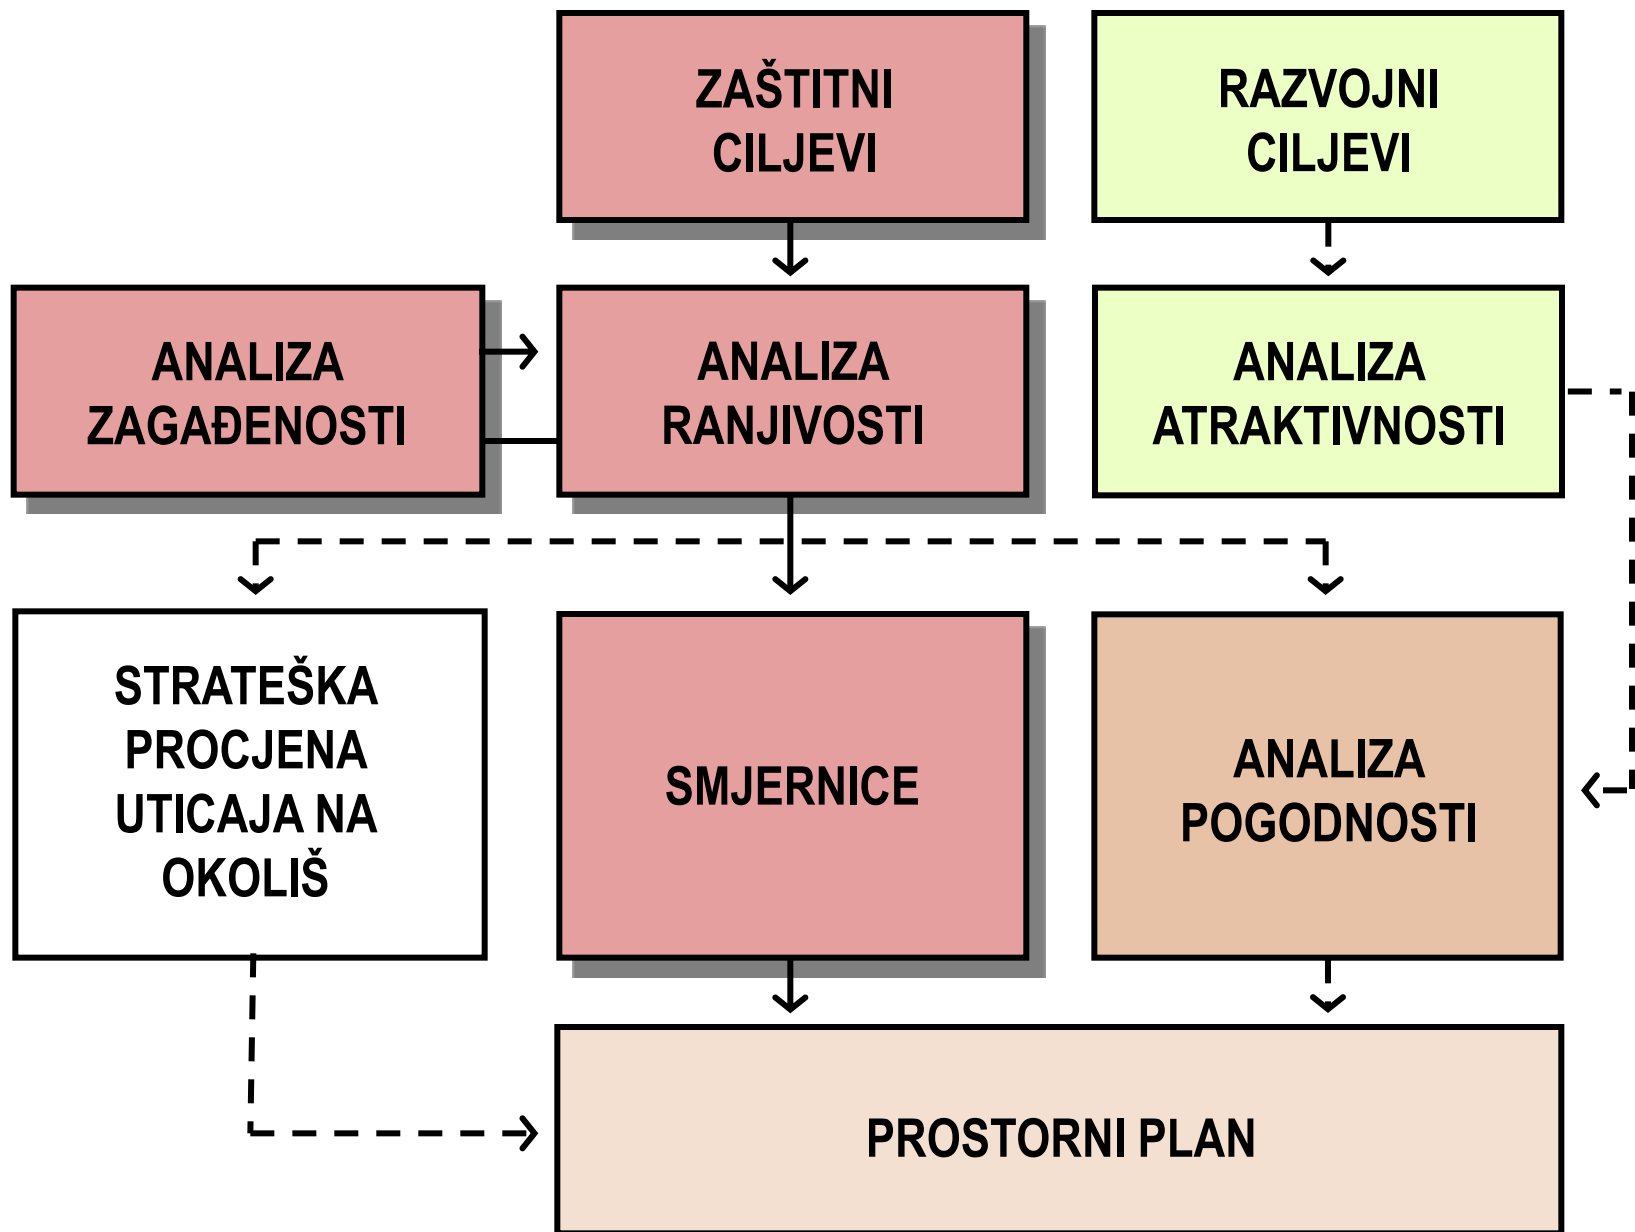 ZAŠTITNI
CILJEVI
RAZVOJNI
CILJEVI
ANALIZA
ZAGAĐENOSTI
ANALIZA
RANJIVOSTI
ANALIZA
ATRAKTIVNOSTI
STRATEŠKA
PROCJENA
UTICAJA NA
OKOLIŠ
SMJERNICE
ANALIZA
POGODNOSTI
PROSTORNI PLAN